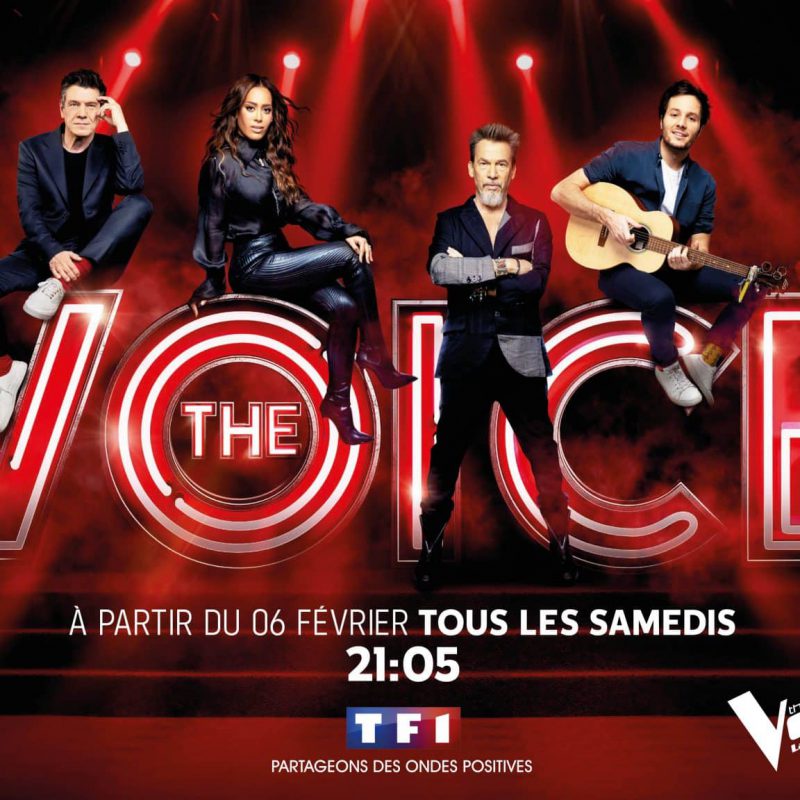 VOICE
THE
À PARTIR DU 06 FÉVRIER TOUS LES SAMEDIS
21:05
TF1
PARTAGEONS DES ONDES POSITIVES